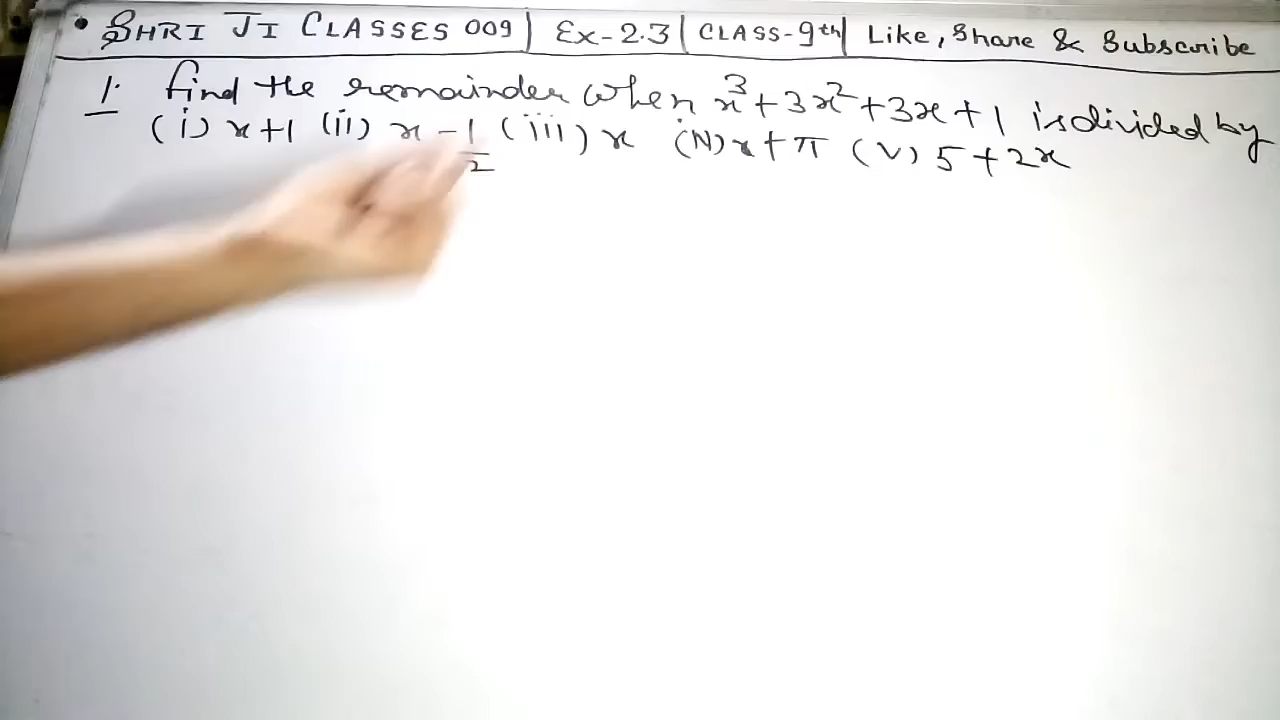 • SHRI JI CLASSES 009 | Ex-2.3 | CLASS-9th | Like, Share & Subscribe
1. find the remainder when x³+3x²+3x+1 is divided by
(i) x+1 (ii) x-1/2 (iii) x (iv) x+π (v) 5+2x